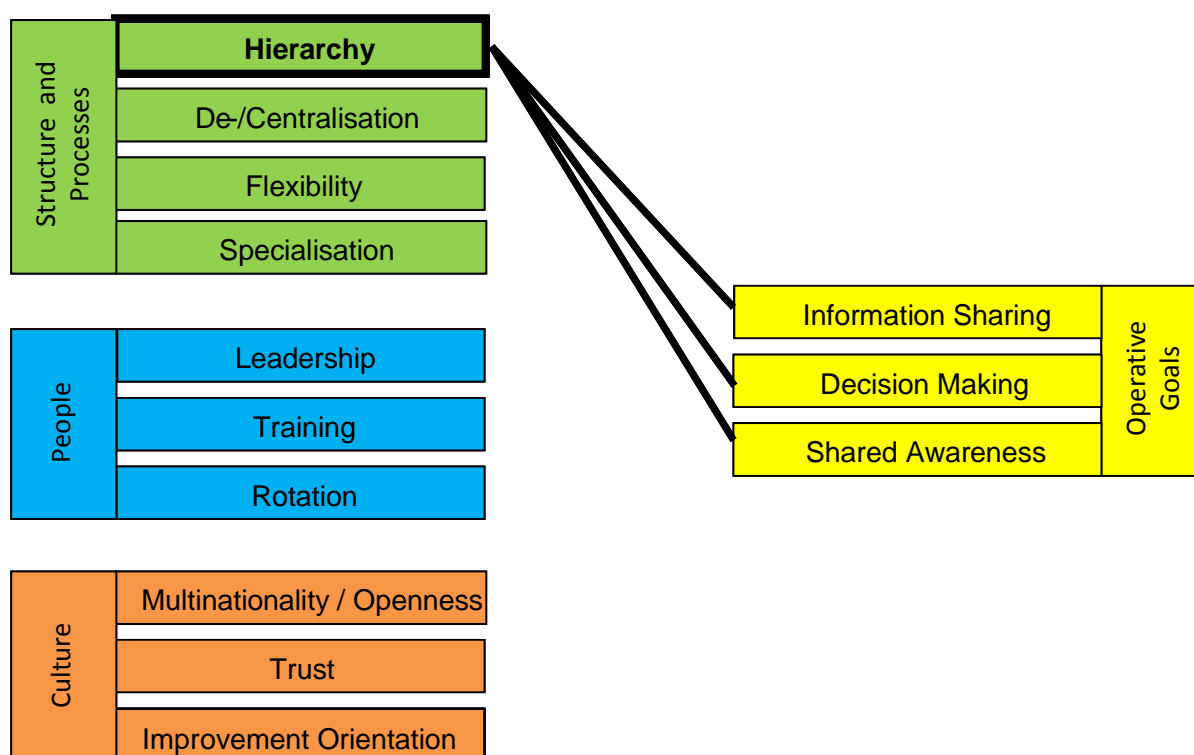 Structure and
Processes
Hierarchy
De-/Centralisation
Flexibility
Specialisation
People
Leadership
Training
Rotation
Culture
Multinationality / Openness
Trust
Improvement Orientation
Information Sharing
Decision Making
Shared Awareness
Operative
Goals